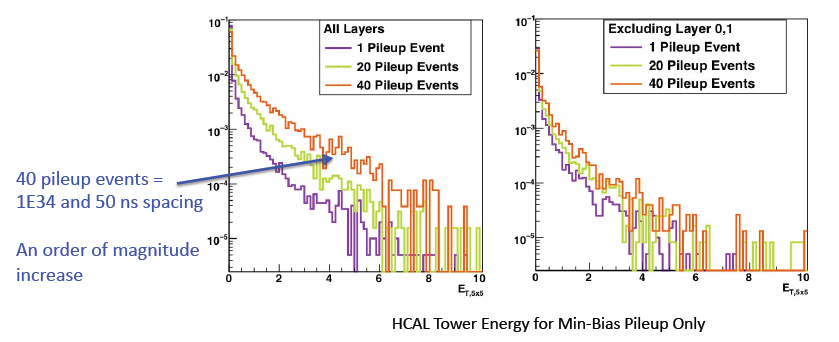 All Layers
1 Pileup Event
20 Pileup Events
40 Pileup Events
10⁻¹
10⁻²
10⁻³
10⁻⁴
10⁻⁵
0 2 4 6 8 10
E_T,5x5
Excluding Layer 0,1
1 Pileup Event
20 Pileup Events
40 Pileup Events
10⁻¹
10⁻²
10⁻³
10⁻⁴
10⁻⁵
0 2 4 6 8 10
E_T,5x5
40 pileup events =
1E34 and 50 ns spacing
An order of magnitude
increase
HCAL Tower Energy for Min-Bias Pileup Only